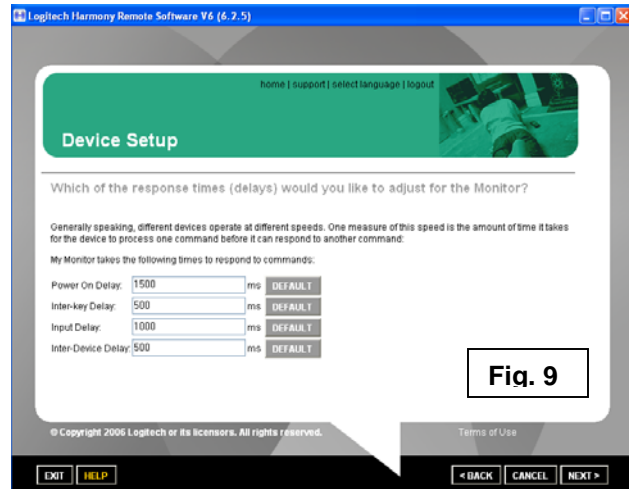 Logitech Harmony Remote Software V6 (6.2.5)
home | support | select language | logout
Device Setup
Which of the response times (delays) would you like to adjust for the Monitor?
Generally speaking, different devices operate at different speeds. One measure of this speed is the amount of time it takes
for the device to process one command before it can respond to another command:
My Monitor takes the following times to respond to commands:
Power On Delay: 1500 ms DEFAULT
Inter-key Delay: 500 ms DEFAULT
Input Delay: 1000 ms DEFAULT
Inter-Device Delay: 500 ms DEFAULT
Fig. 9
© Copyright 2006 Logitech or its licensors. All rights reserved. Terms of Use
EXIT HELP < BACK CANCEL NEXT >